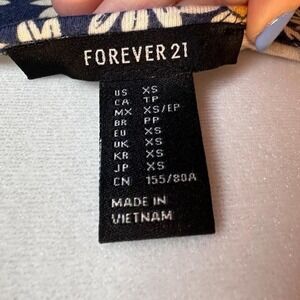 FOREVER 21
US XS
CA TP
MX XS/EP
BR PP
EU XS
UK XS
KR XS
JP XS
CN 155/80A
MADE IN
VIETNAM